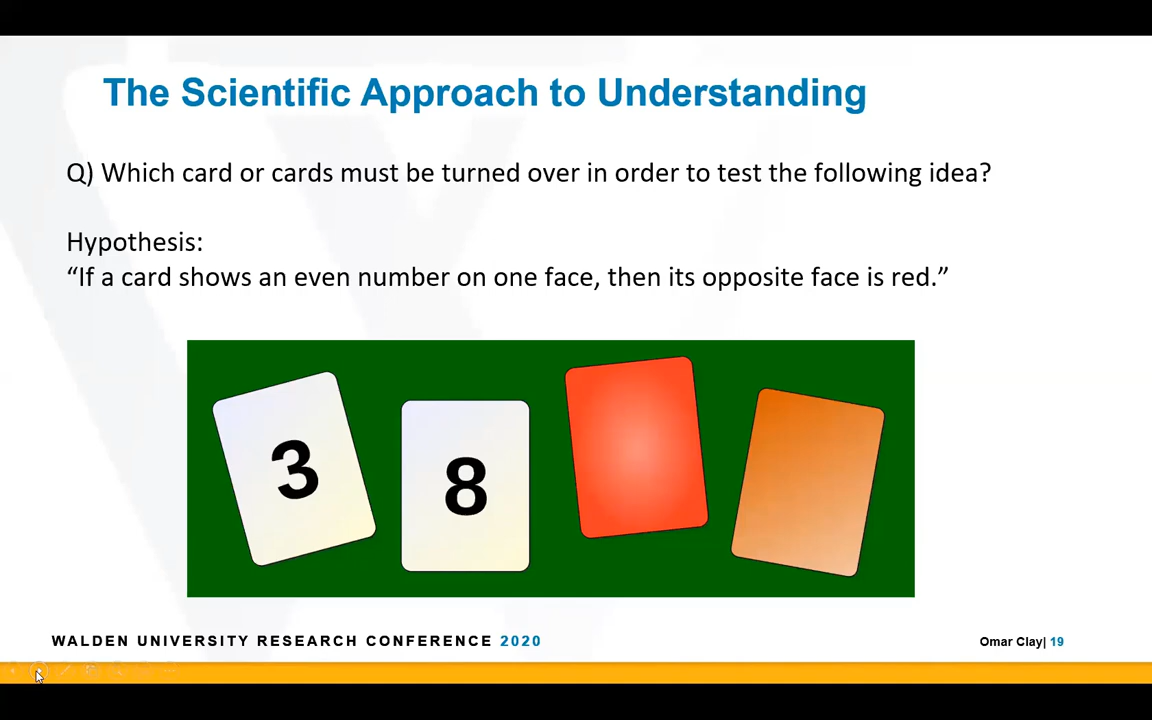 The Scientific Approach to Understanding
Q) Which card or cards must be turned over in order to test the following idea?
Hypothesis:
“If a card shows an even number on one face, then its opposite face is red.”
3
8
WALDEN UNIVERSITY RESEARCH CONFERENCE 2020
Omar Clay| 19